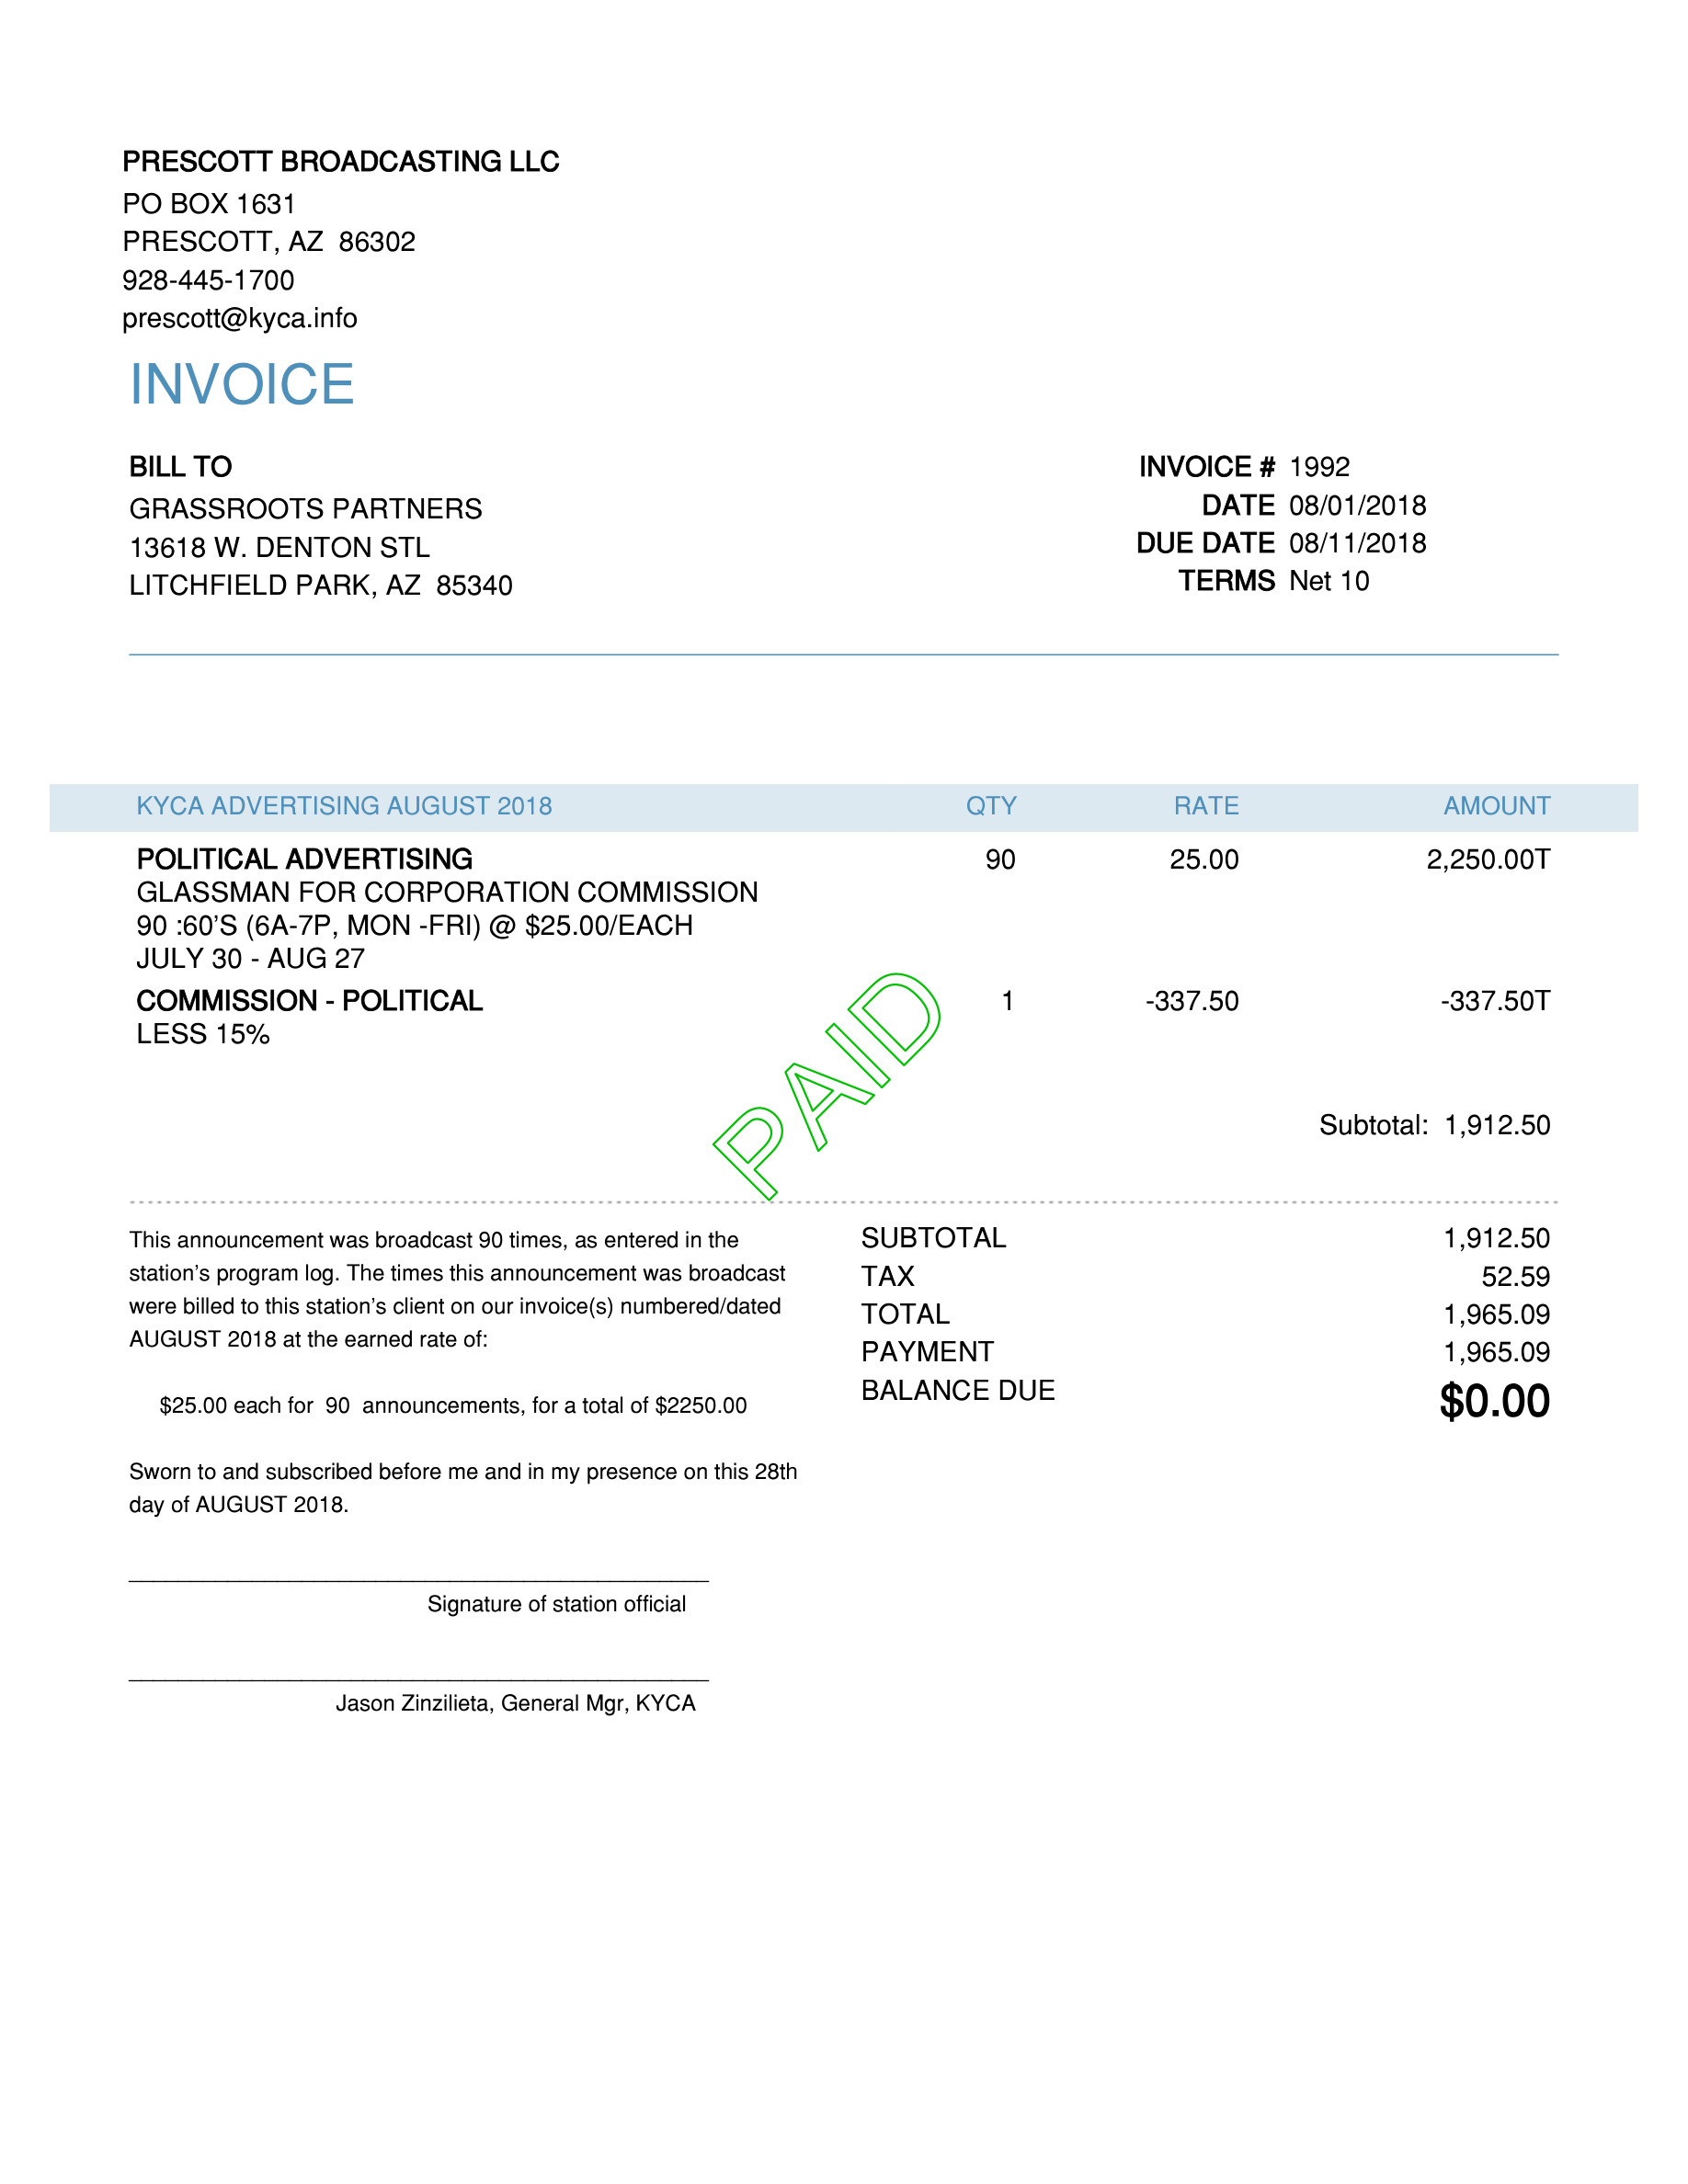 PRESCOTT BROADCASTING LLC
PO BOX 1631
PRESCOTT, AZ  86302
928-445-1700
prescott@kyca.info
INVOICE
BILL TO
GRASSROOTS PARTNERS
13618 W. DENTON STL
LITCHFIELD PARK, AZ  85340
INVOICE # 1992
DATE 08/01/2018
DUE DATE 08/11/2018
TERMS Net 10
KYCA ADVERTISING AUGUST 2018 QTY RATE AMOUNT
POLITICAL ADVERTISING 90 25.00 2,250.00T
GLASSMAN FOR CORPORATION COMMISSION
90 :60’S (6A-7P, MON -FRI) @ $25.00/EACH
JULY 30 - AUG 27
COMMISSION - POLITICAL 1 -337.50 -337.50T
LESS 15%
PAID
Subtotal: 1,912.50
This announcement was broadcast 90 times, as entered in the
station’s program log. The times this announcement was broadcast
were billed to this station’s client on our invoice(s) numbered/dated
AUGUST 2018 at the earned rate of:
$25.00 each for  90  announcements, for a total of $2250.00
Sworn to and subscribed before me and in my presence on this 28th
day of AUGUST 2018.
Signature of station official
Jason Zinzilieta, General Mgr, KYCA
SUBTOTAL 1,912.50
TAX 52.59
TOTAL 1,965.09
PAYMENT 1,965.09
BALANCE DUE $0.00